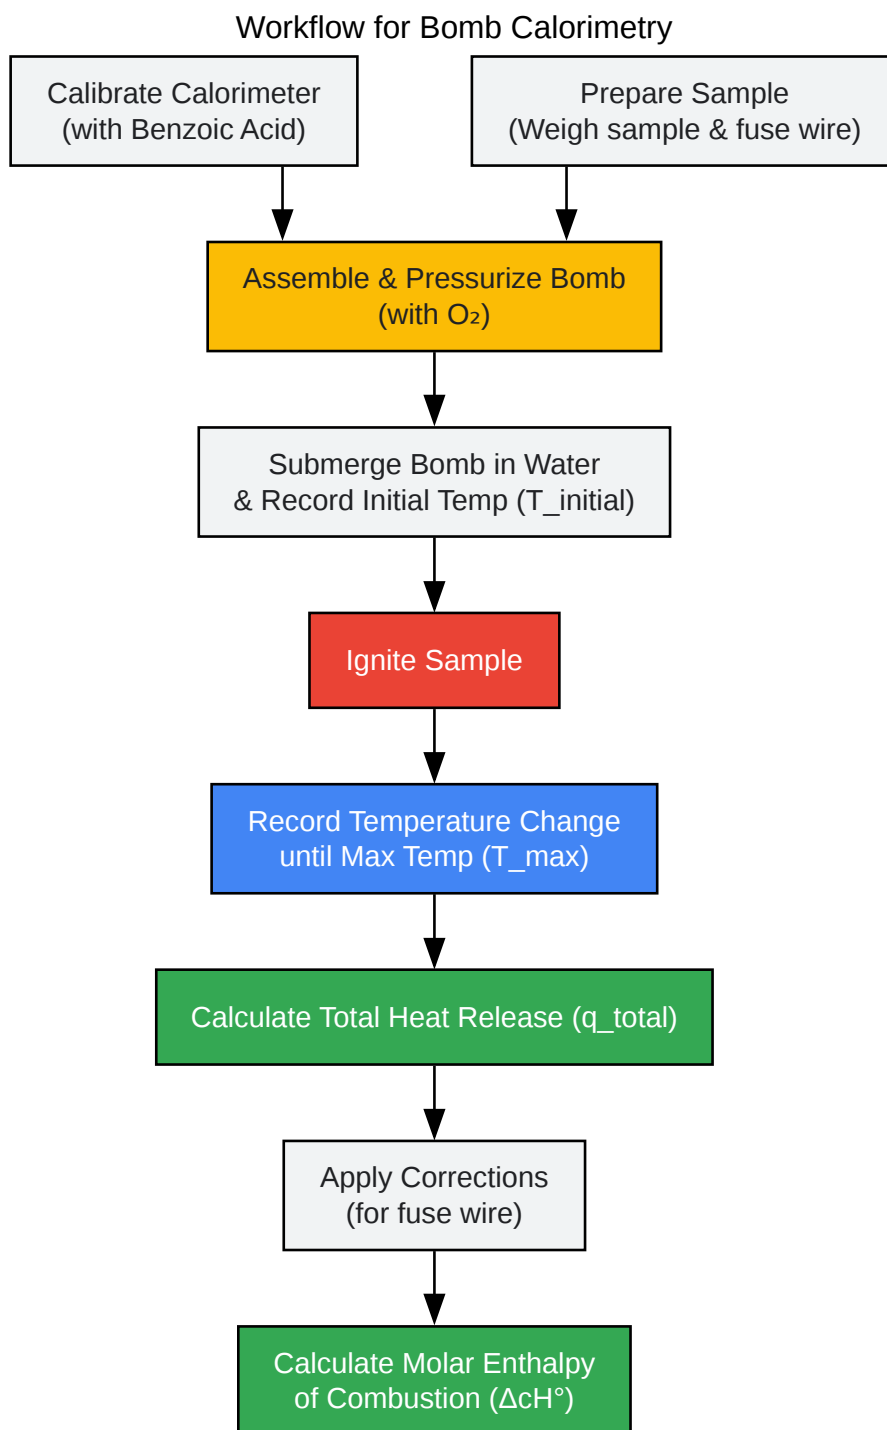 Workflow for Bomb Calorimetry
Calibrate Calorimeter
(with Benzoic Acid)
Prepare Sample
(Weigh sample & fuse wire)
Assemble & Pressurize Bomb
(with O₂)
Submerge Bomb in Water
& Record Initial Temp (T_initial)
Ignite Sample
Record Temperature Change
until Max Temp (T_max)
Calculate Total Heat Release (q_total)
Apply Corrections
(for fuse wire)
Calculate Molar Enthalpy
of Combustion (ΔcH°)